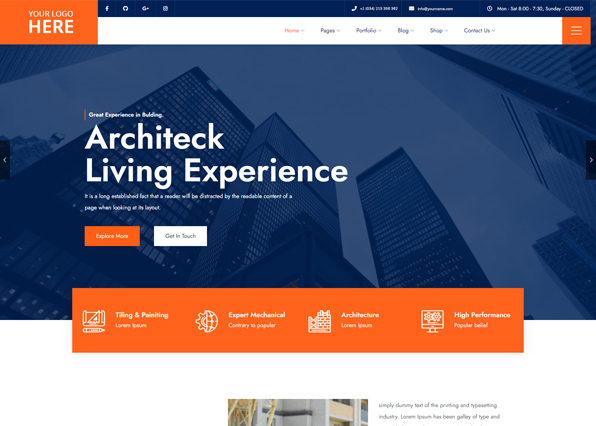 YOUR LOGO
HERE
+1 (034) 215 398 982
info@yourname.com
Mon - Sat 8:00 - 7:30, Sunday - CLOSED
Home
Pages
Portfolio
Blog
Shop
Contact Us
Great Experience in Bulding.
Architeck
Living Experience
It is a long established fact that a reader will be distracted by the readable content of a
page when looking at its layout.
Explore More
Get In Touch
Tiling & Painiting
Lorem Ipsum
Expert Mechanical
Contrary to popular
Architecture
Lorem Ipsum
High Performance
Popular belief
simply dummy text of the printing and typesetting
industry. Lorem Ipsum has been galley of type and